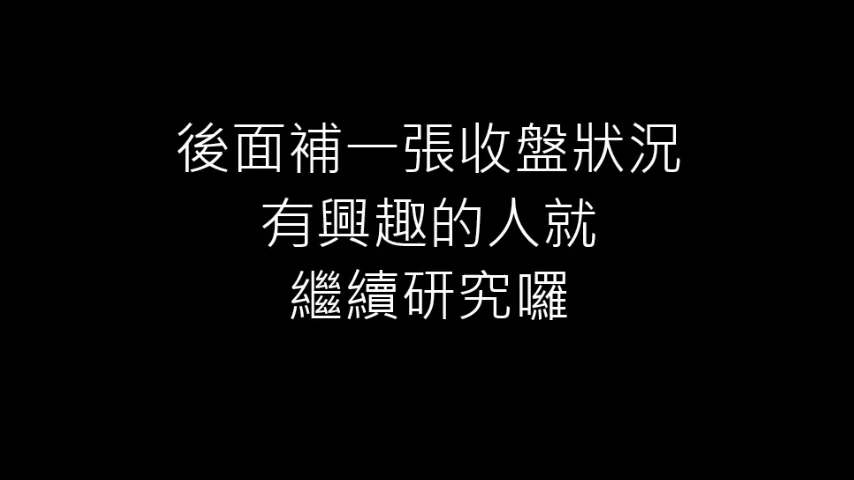 後面補一張收盤狀況
有興趣的人就
繼續研究囉